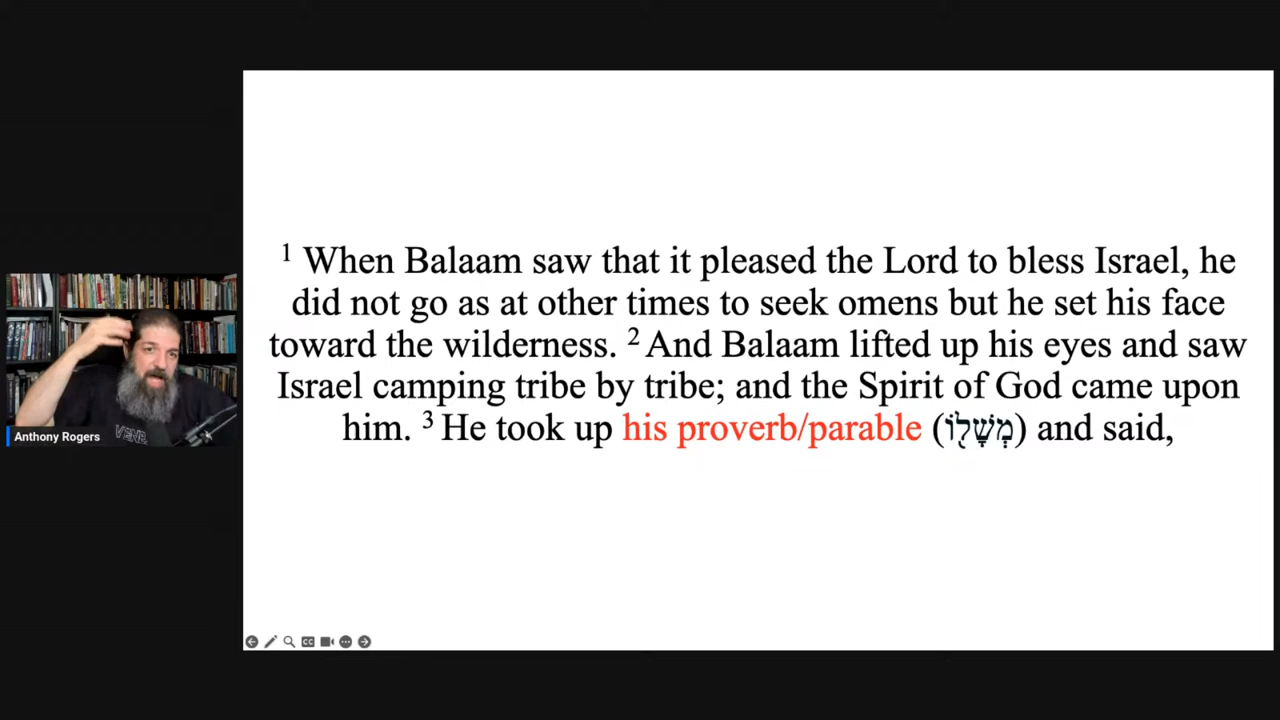 ¹ When Balaam saw that it pleased the Lord to bless Israel, he
did not go as at other times to seek omens but he set his face
toward the wilderness. ² And Balaam lifted up his eyes and saw
Israel camping tribe by tribe; and the Spirit of God came upon
him. ³ He took up his proverb/parable (מְשָׁל֖וֹ) and said,
Anthony Rogers